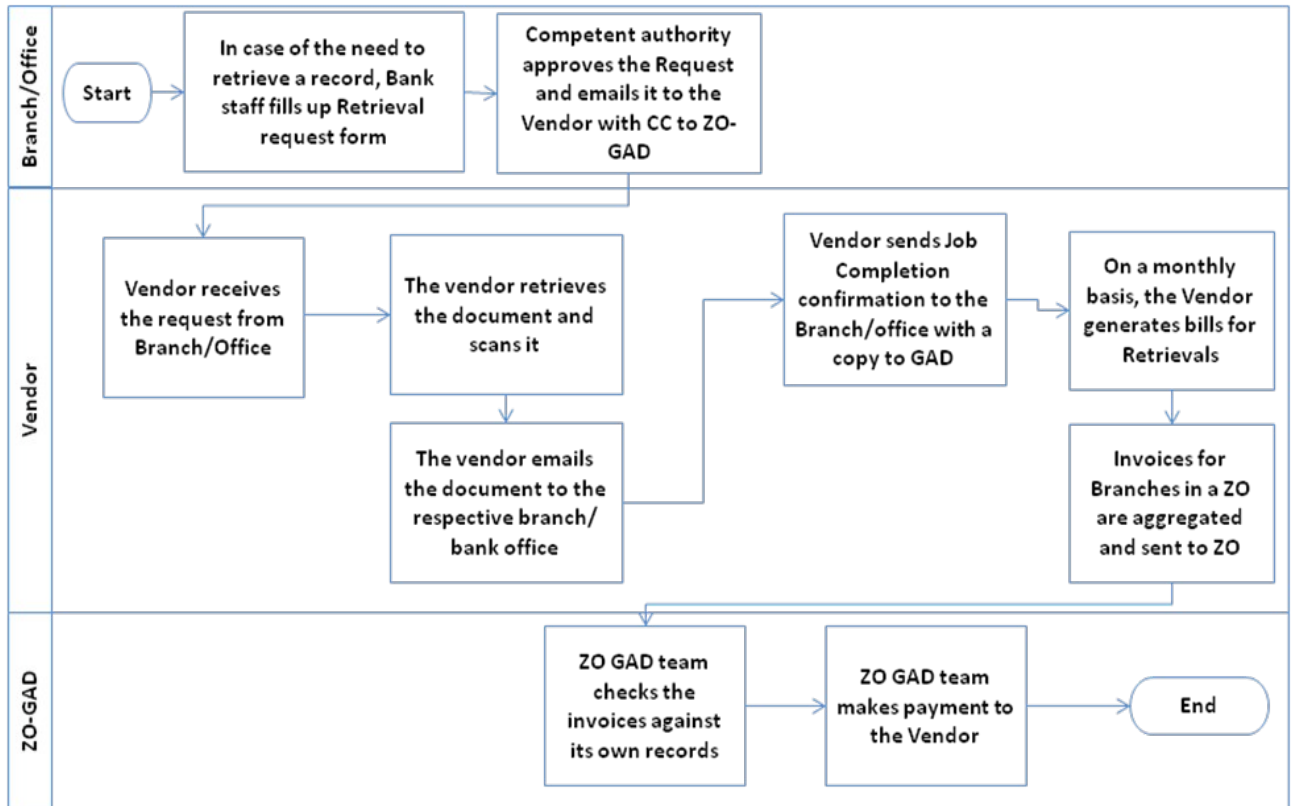 Branch/Office
Start
In case of the need to
retrieve a record, Bank
staff fills up Retrieval
request form
Competent authority
approves the Request
and emails it to the
Vendor with CC to ZO-
GAD
Vendor
Vendor receives
the request from
Branch/Office
The vendor retrieves
the document and
scans it
The vendor emails
the document to the
respective branch/
bank office
Vendor sends Job
Completion
confirmation to the
Branch/office with a
copy to GAD
On a monthly
basis, the Vendor
generates bills for
Retrievals
Invoices for
Branches in a ZO
are aggregated
and sent to ZO
ZO-GAD
ZO GAD team
checks the
invoices against
its own records
ZO GAD team
makes payment to
the Vendor
End